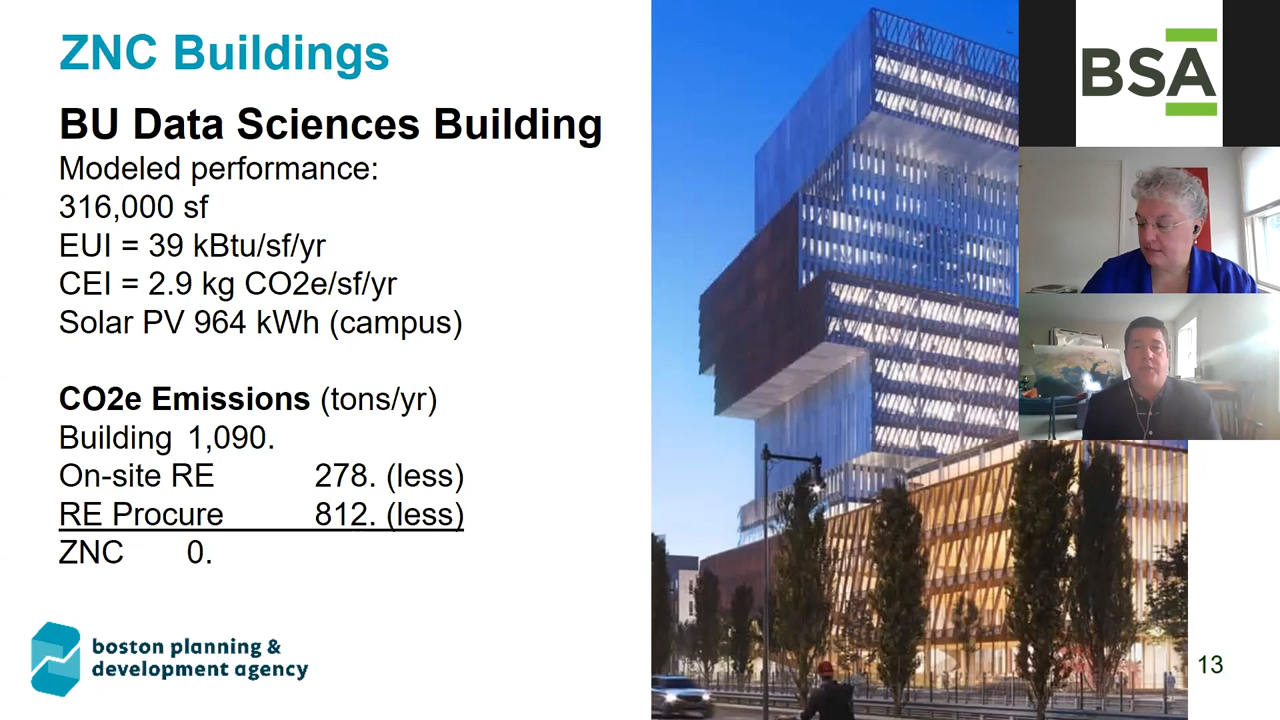 ZNC Buildings
BU Data Sciences Building
Modeled performance:
316,000 sf
EUI = 39 kBtu/sf/yr
CEI = 2.9 kg CO2e/sf/yr
Solar PV 964 kWh (campus)
CO2e Emissions (tons/yr)
Building 1,090.
On-site RE 278. (less)
RE Procure 812. (less)
ZNC 0.
boston planning &
development agency
BSA
13